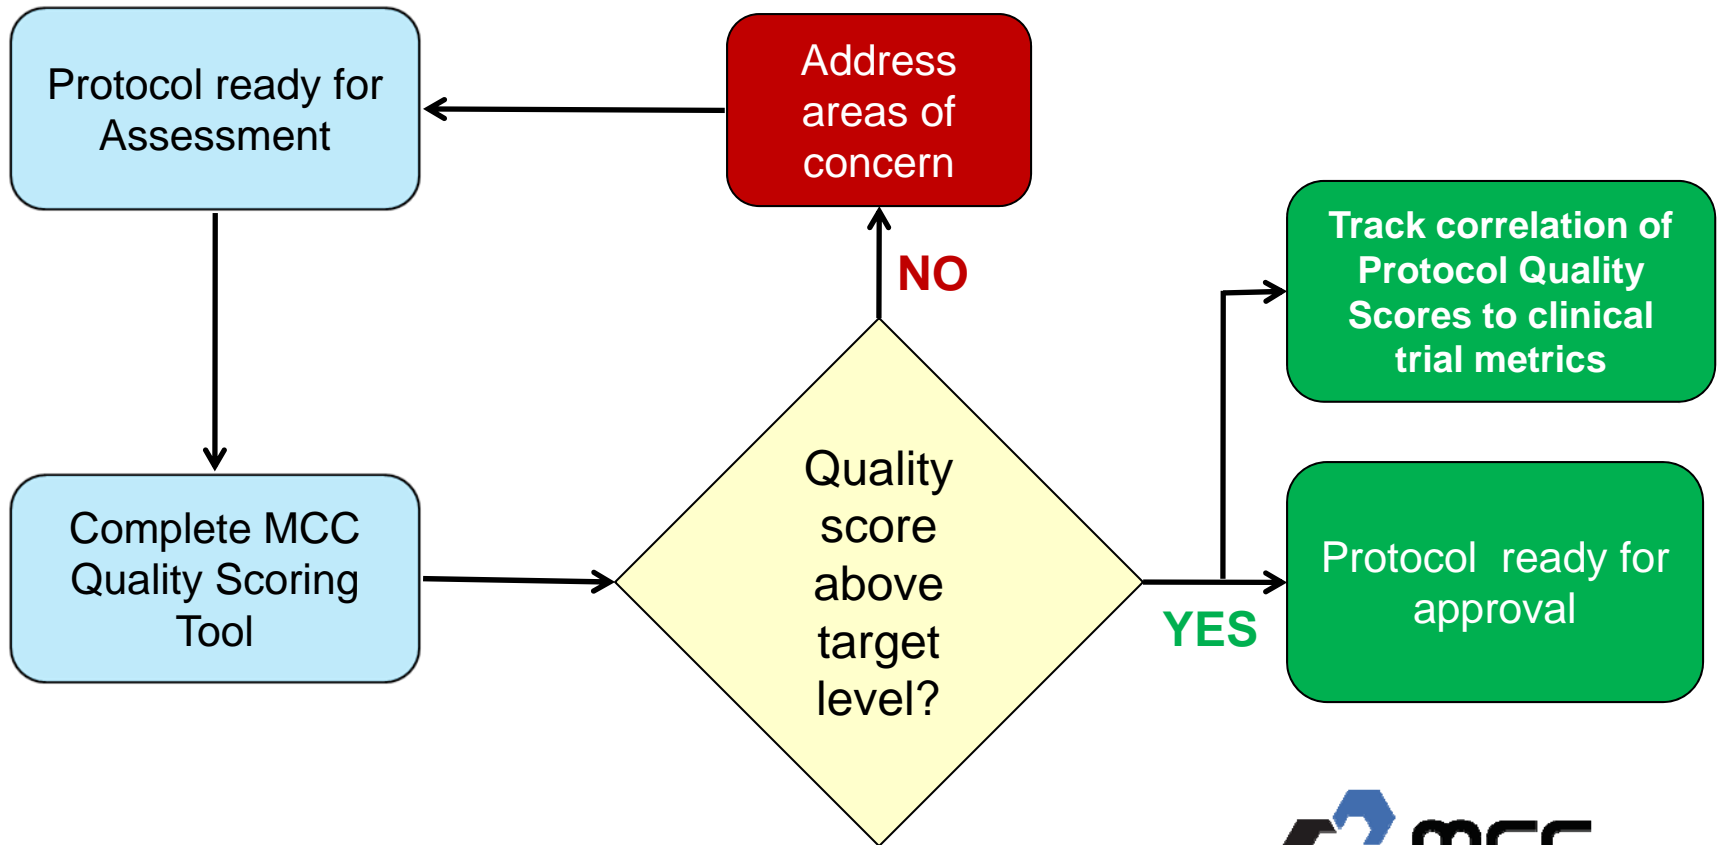 Protocol ready for
Assessment
Address
areas of
concern
NO
Track correlation of
Protocol Quality
Scores to clinical
trial metrics
Complete MCC
Quality Scoring
Tool
Quality
score
above
target
level?
YES
Protocol  ready for
approval
mcc